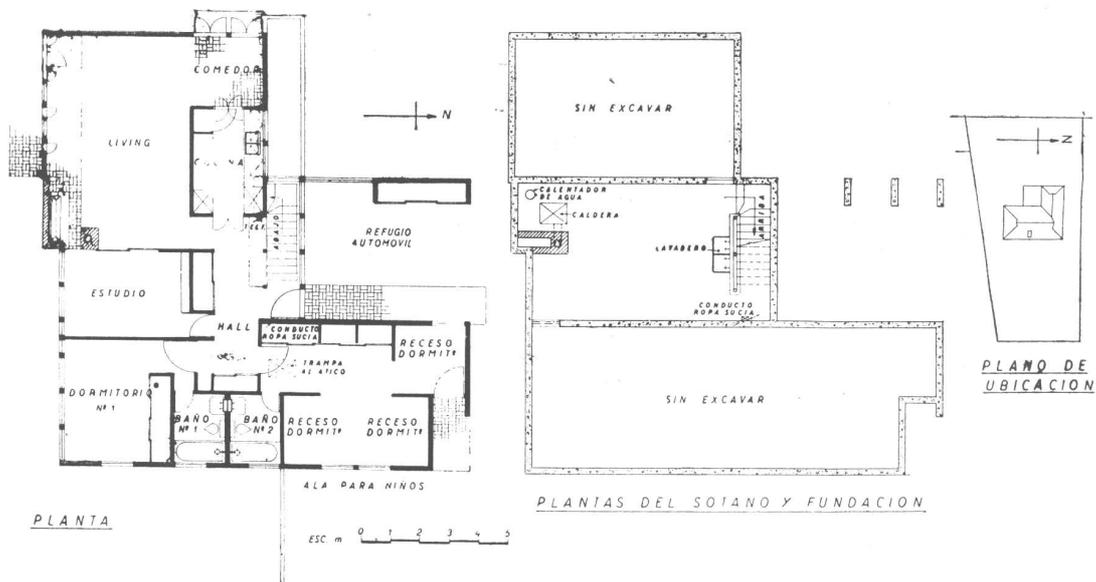 COMEDOR
LIVING
N
REFUGIO
AUTOMOVIL
ABAJO
ESTUDIO
HALL
CONDUCTO
ROPA SUCIA
RECESO
DORMITº
TRAMPA
AL ATICO
DORMITORIO
Nº 1
BAÑO
Nº 1
BAÑO
Nº 2
RECESO
DORMITº
RECESO
DORMITº
ALA PARA NIÑOS
PLANTA
ESC. m 0 1 2 3 4 5
SIN EXCAVAR
CALENTADOR
DE AGUA
CALDERA
ARRIBA
LAVADERO
CONDUCTO
ROPA SUCIA
SIN EXCAVAR
PLANTAS DEL SOTANO Y FUNDACION
N
PLANO DE
UBICACION